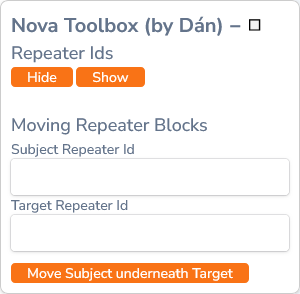 Nova Toolbox (by Dán) – □
Repeater Ids
Hide Show
Moving Repeater Blocks
Subject Repeater Id
Target Repeater Id
Move Subject underneath Target